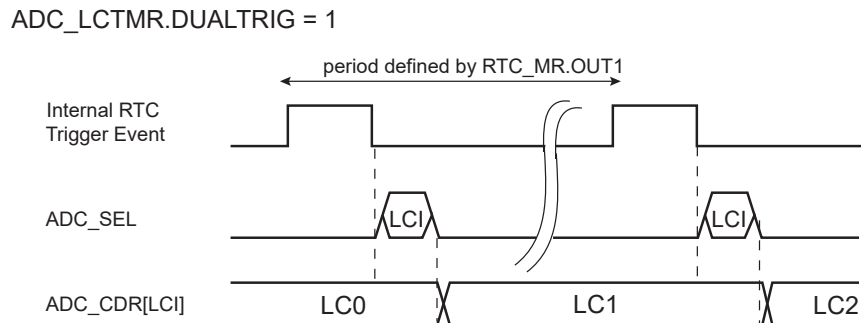 ADC_LCTMR.DUALTRIG = 1
period defined by RTC_MR.OUT1
Internal RTC
Trigger Event
ADC_SEL
LCI
LCI
ADC_CDR[LCI]
LC0
LC1
LC2